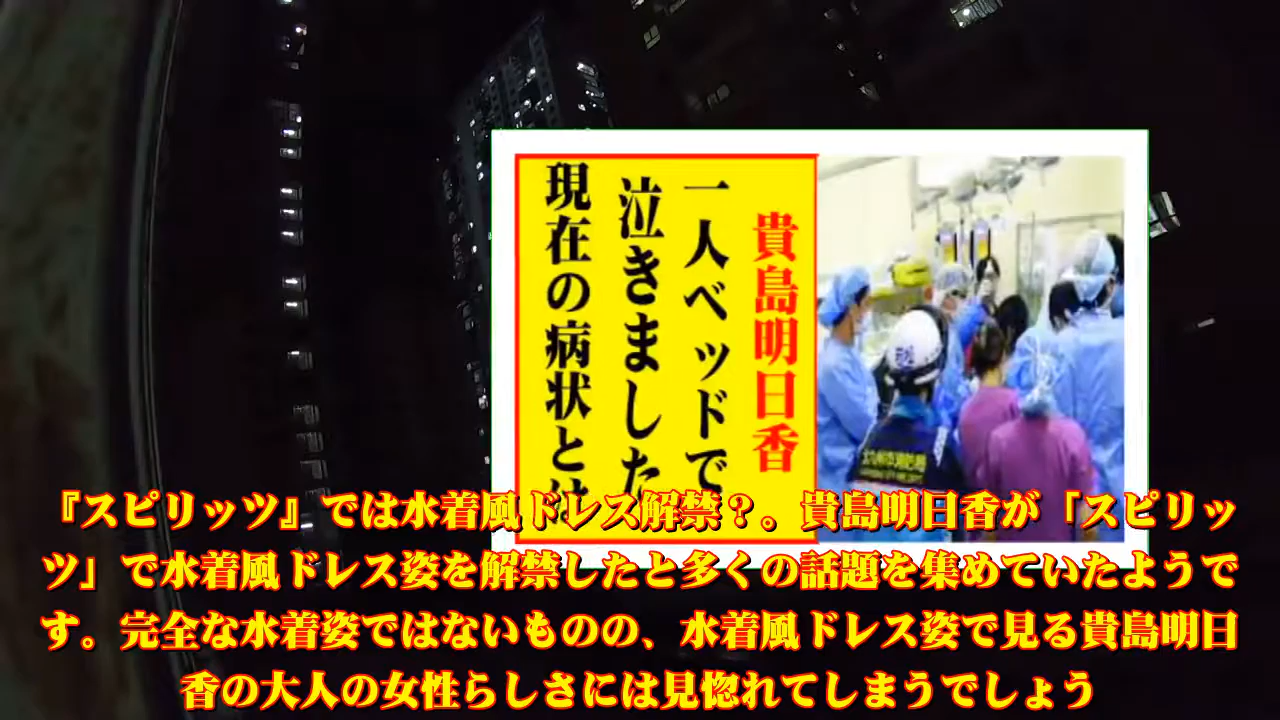 貴島明日香
一人ベッドで
泣きました
現在の病状とは
『スピリッツ』では水着風ドレス解禁？。貴島明日香が「スピリッ
ツ」で水着風ドレス姿を解禁したと多くの話題を集めていたようで
す。完全な水着姿ではないものの、水着風ドレス姿で見る貴島明日
香の大人の女性らしさには見惚れてしまうでしょう